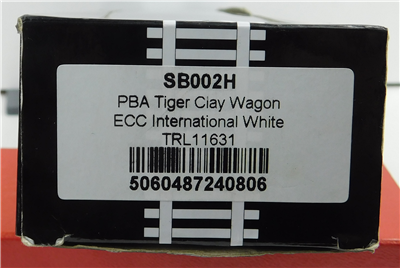 SB002H
PBA Tiger Clay Wagon
ECC International White
TRL11631
5060487240806